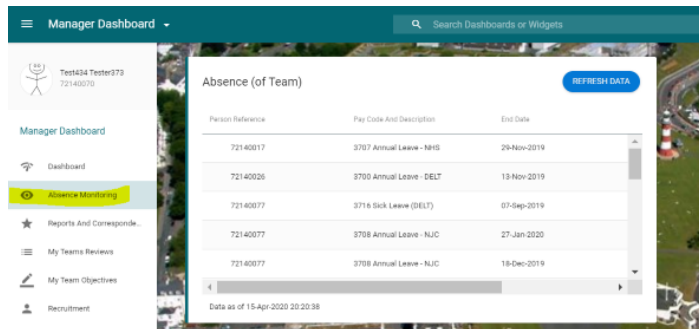 Manager Dashboard
Search Dashboards or Widgets
Test434 Tester373
72140070
Manager Dashboard
Dashboard
Absence Monitoring
Reports And Corresponde...
My Teams Reviews
My Team Objectives
Recruitment
Absence (of Team)
REFRESH DATA
Person Reference Pay Code And Description End Date
72140017 3707 Annual Leave - NHS 29-Nov-2019
72140026 3700 Annual Leave - DELT 13-Nov-2019
72140077 3716 Sick Leave (DELT) 07-Sep-2019
72140077 3708 Annual Leave - NJC 27-Jan-2020
72140077 3708 Annual Leave - NJC 18-Dec-2019
Data as of 15-Apr-2020 20:20:38